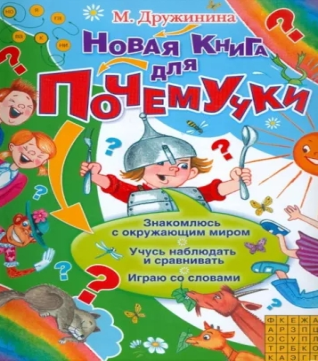 М. Дружинина
Новая Книга
для
Почемучки
Знакомлюсь
с окружающим миром
Учусь наблюдать
и сравнивать
Играю со словами